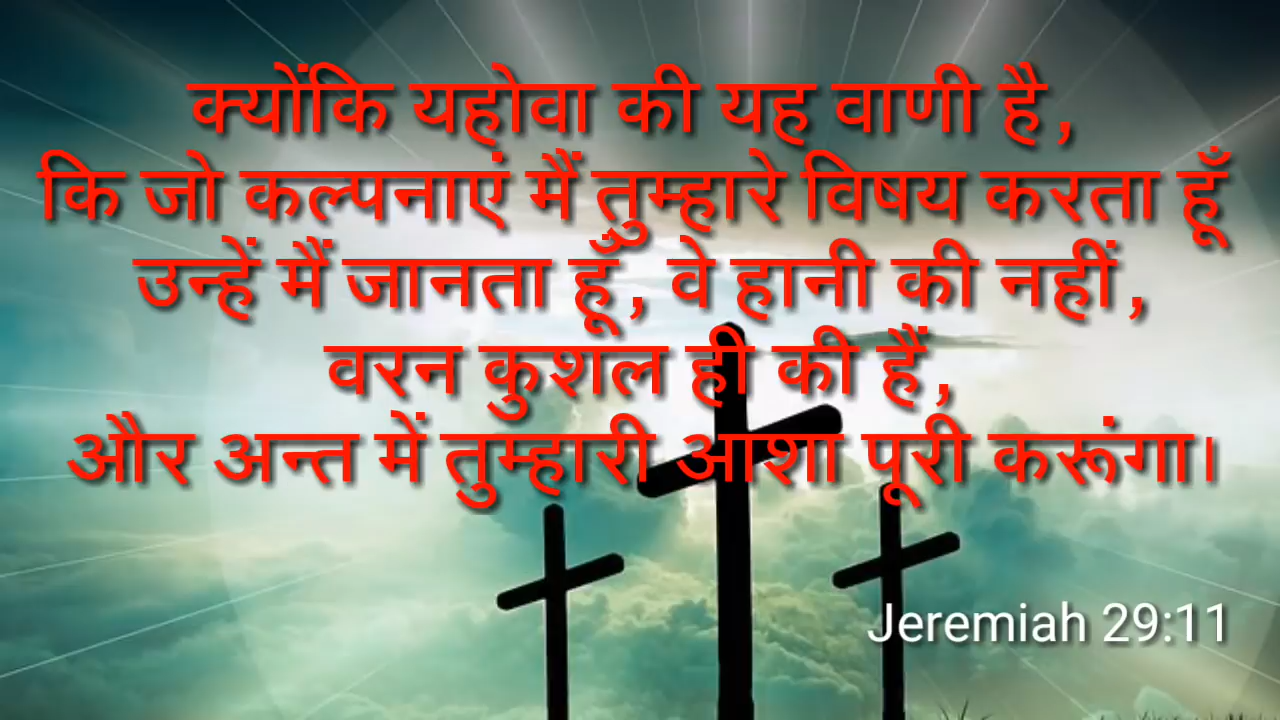 क्योंकि यहोवा की यह वाणी है,
कि जो कल्पनाएं मैं तुम्हारे विषय करता हूँ
उन्हें मैं जानता हूँ, वे हानी की नहीं,
वरन कुशल ही की हैं,
और अन्त में तुम्हारी आशा पूरी करूंगा।
Jeremiah 29:11